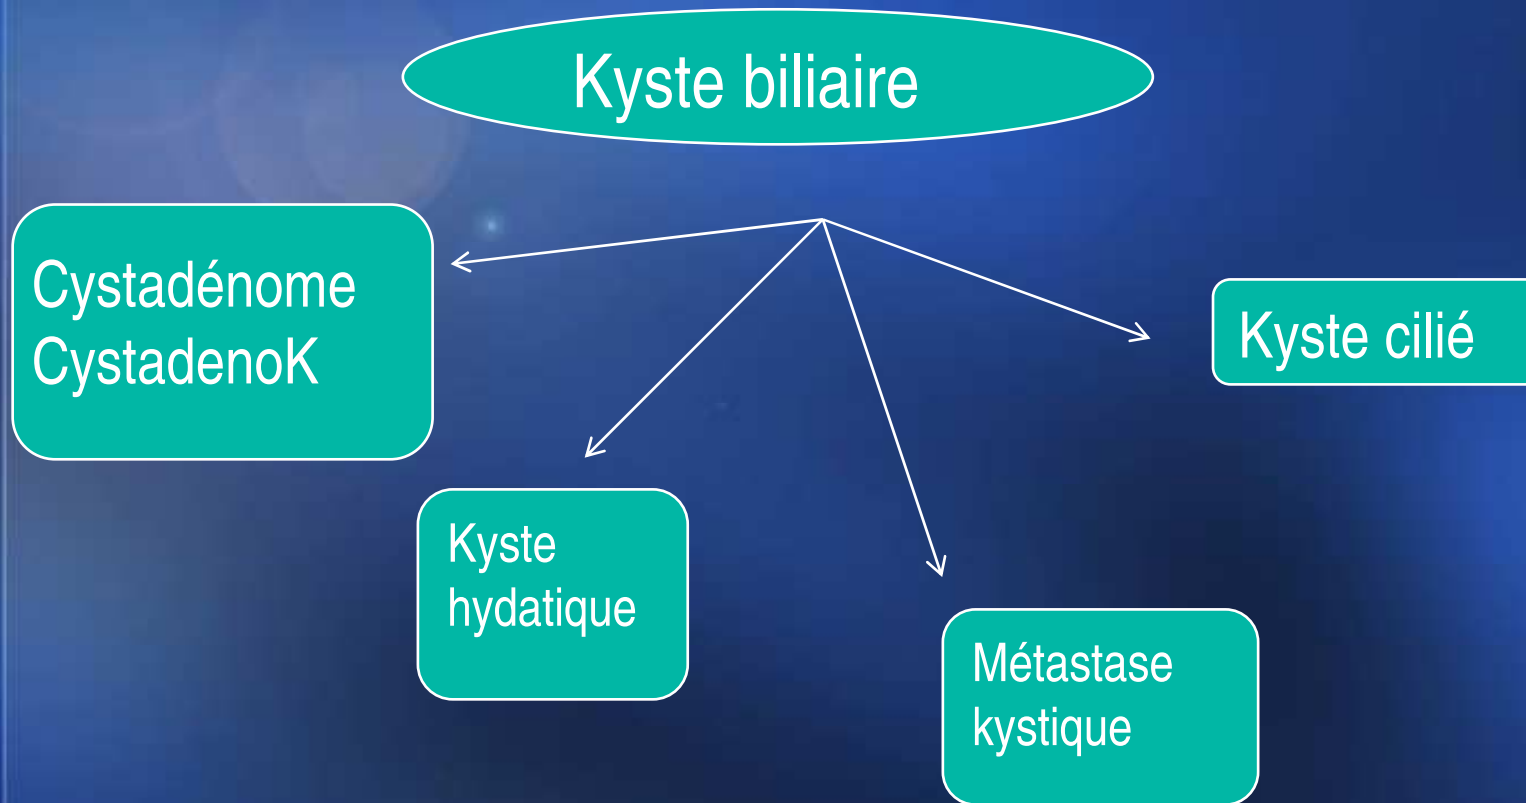 Kyste biliaire
Cystadénome
CystadenoK
Kyste cilié
Kyste
hydatique
Métastase
kystique